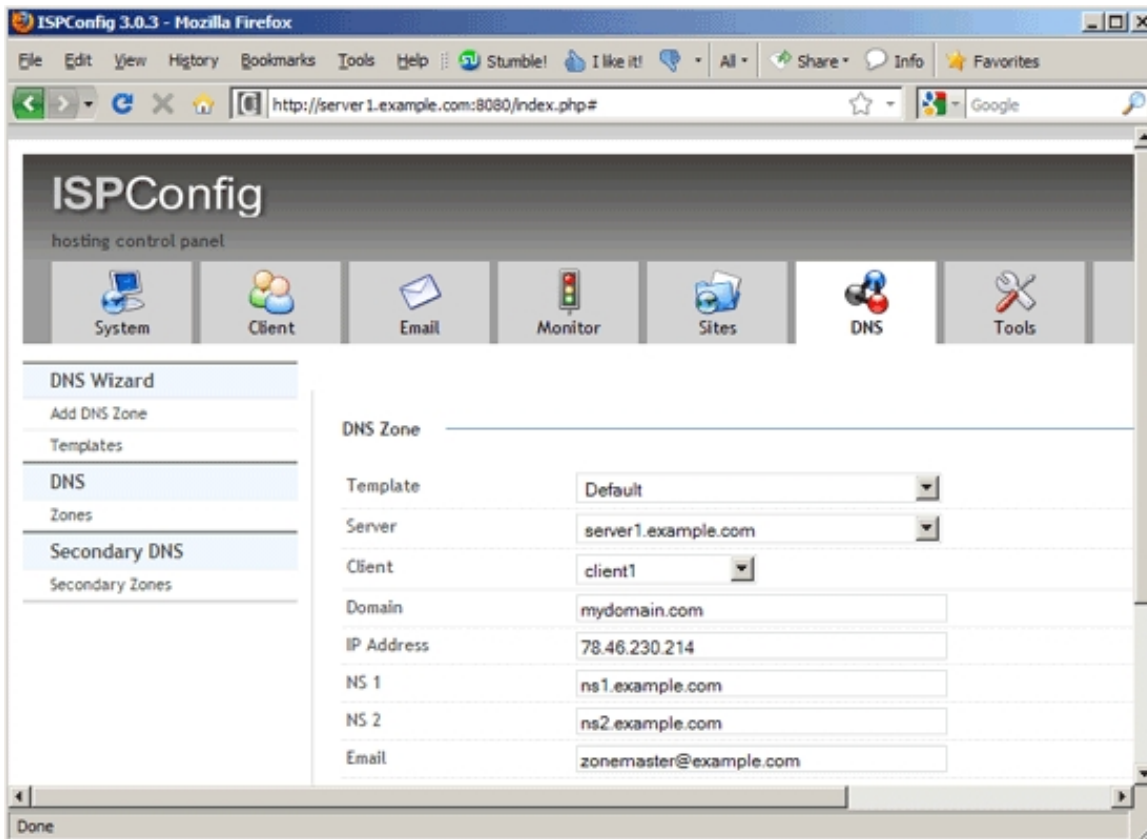 ISPConfig 3.0.3 - Mozilla Firefox
File Edit View History Bookmarks Tools Help Stumble! I like it! All Share Info Favorites
http://server1.example.com:8080/index.php# Google
ISPConfig
hosting control panel
System Client Email Monitor Sites DNS Tools
DNS Wizard
Add DNS Zone
Templates
DNS
Zones
Secondary DNS
Secondary Zones
DNS Zone
Template Default
Server server1.example.com
Client client1
Domain mydomain.com
IP Address 78.46.230.214
NS 1 ns1.example.com
NS 2 ns2.example.com
Email zonemaster@example.com
Done